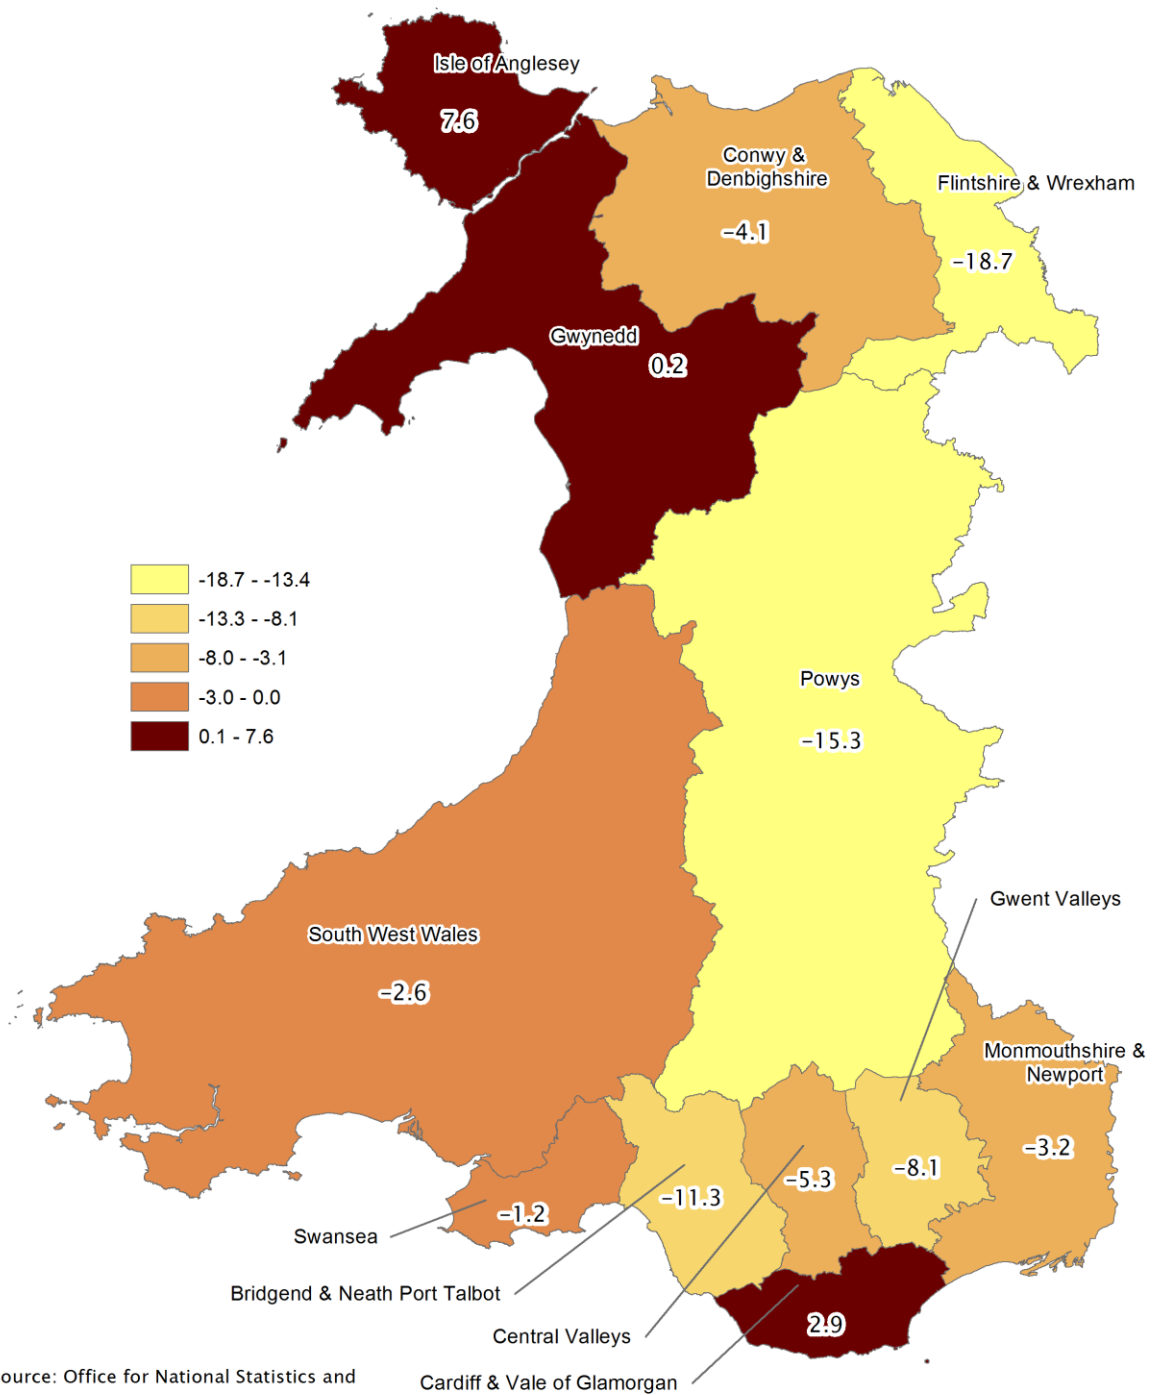 Isle of Anglesey
7.6
Conwy &
Denbighshire
–4.1
Flintshire & Wrexham
–18.7
Gwynedd
0.2
-18.7 - -13.4
-13.3 - -8.1
-8.0 - -3.1
-3.0 - 0.0
0.1 - 7.6
Powys
–15.3
Gwent Valleys
South West Wales
–2.6
Monmouthshire &
Newport
–3.2
–8.1
–5.3
–11.3
–1.2
Swansea
Bridgend & Neath Port Talbot
2.9
Central Valleys
ource: Office for National Statistics and
Cardiff & Vale of Glamorgan